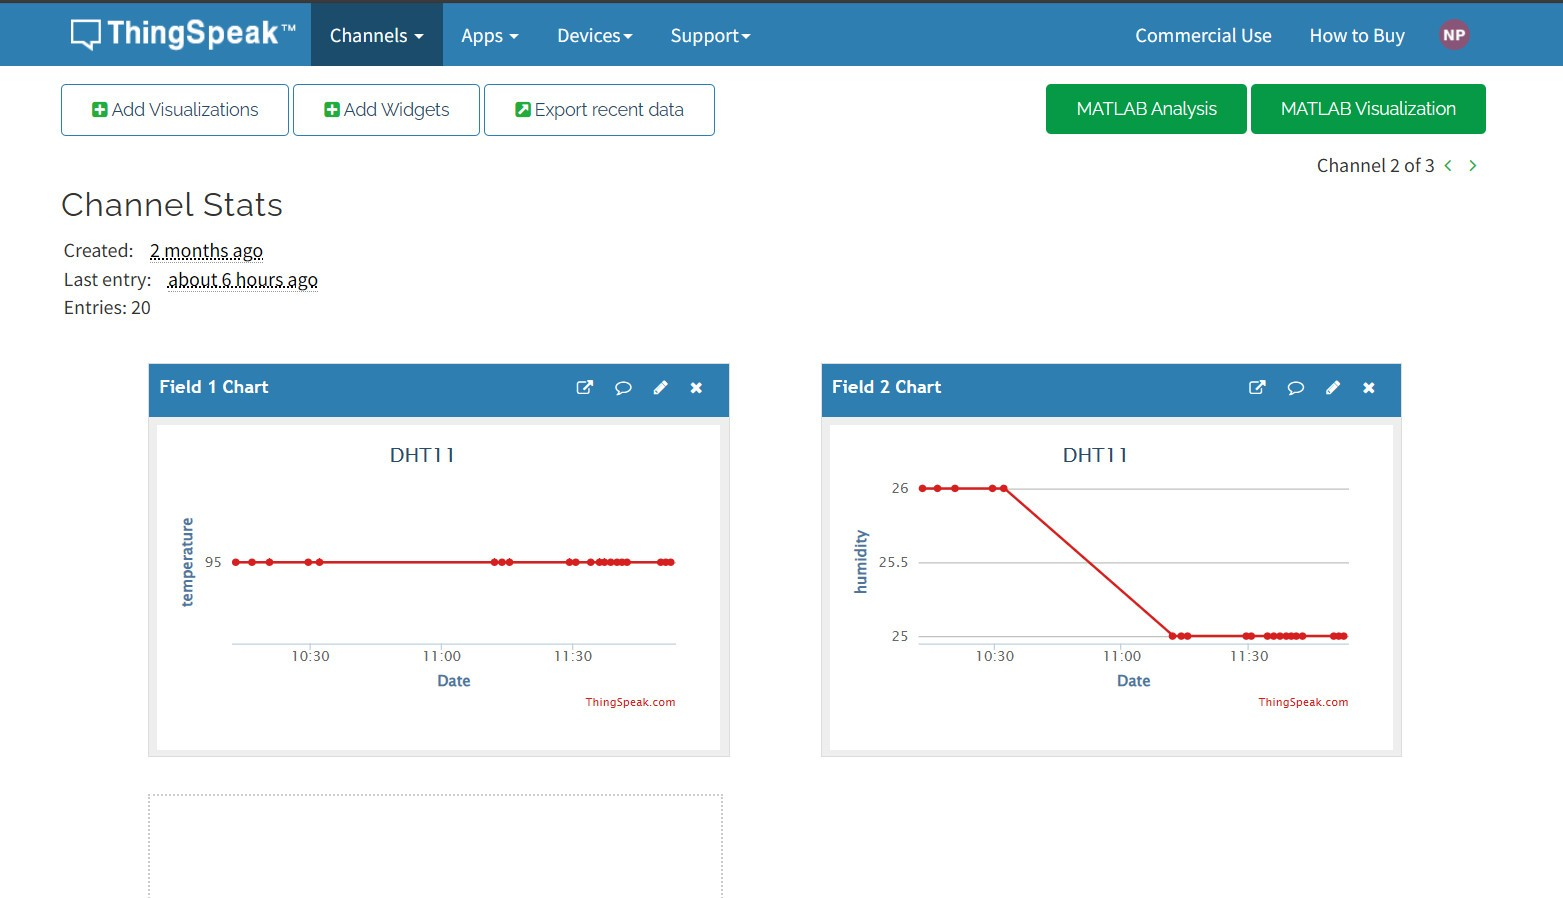 ThingSpeak™ Channels Apps Devices Support Commercial Use How to Buy NP
Add Visualizations Add Widgets Export recent data MATLAB Analysis MATLAB Visualization
Channel 2 of 3
Channel Stats
Created: 2 months ago
Last entry: about 6 hours ago
Entries: 20
Field 1 Chart
DHT11
temperature
95
10:30 11:00 11:30
Date
ThingSpeak.com
Field 2 Chart
DHT11
humidity
26
25.5
25
10:30 11:00 11:30
Date
ThingSpeak.com